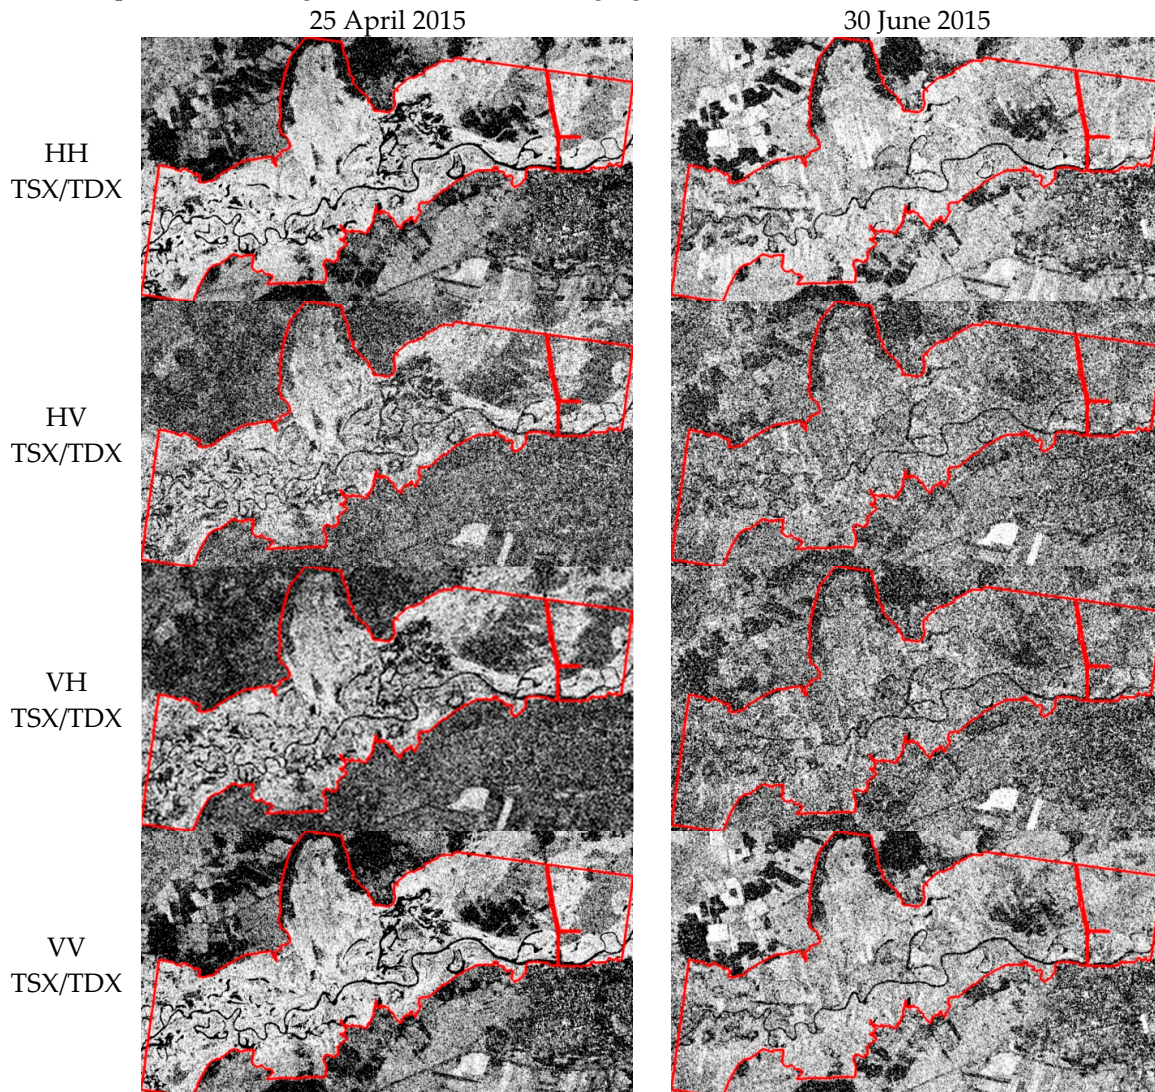 25 April 2015
30 June 2015
HH
TSX/TDX
HV
TSX/TDX
VH
TSX/TDX
VV
TSX/TDX